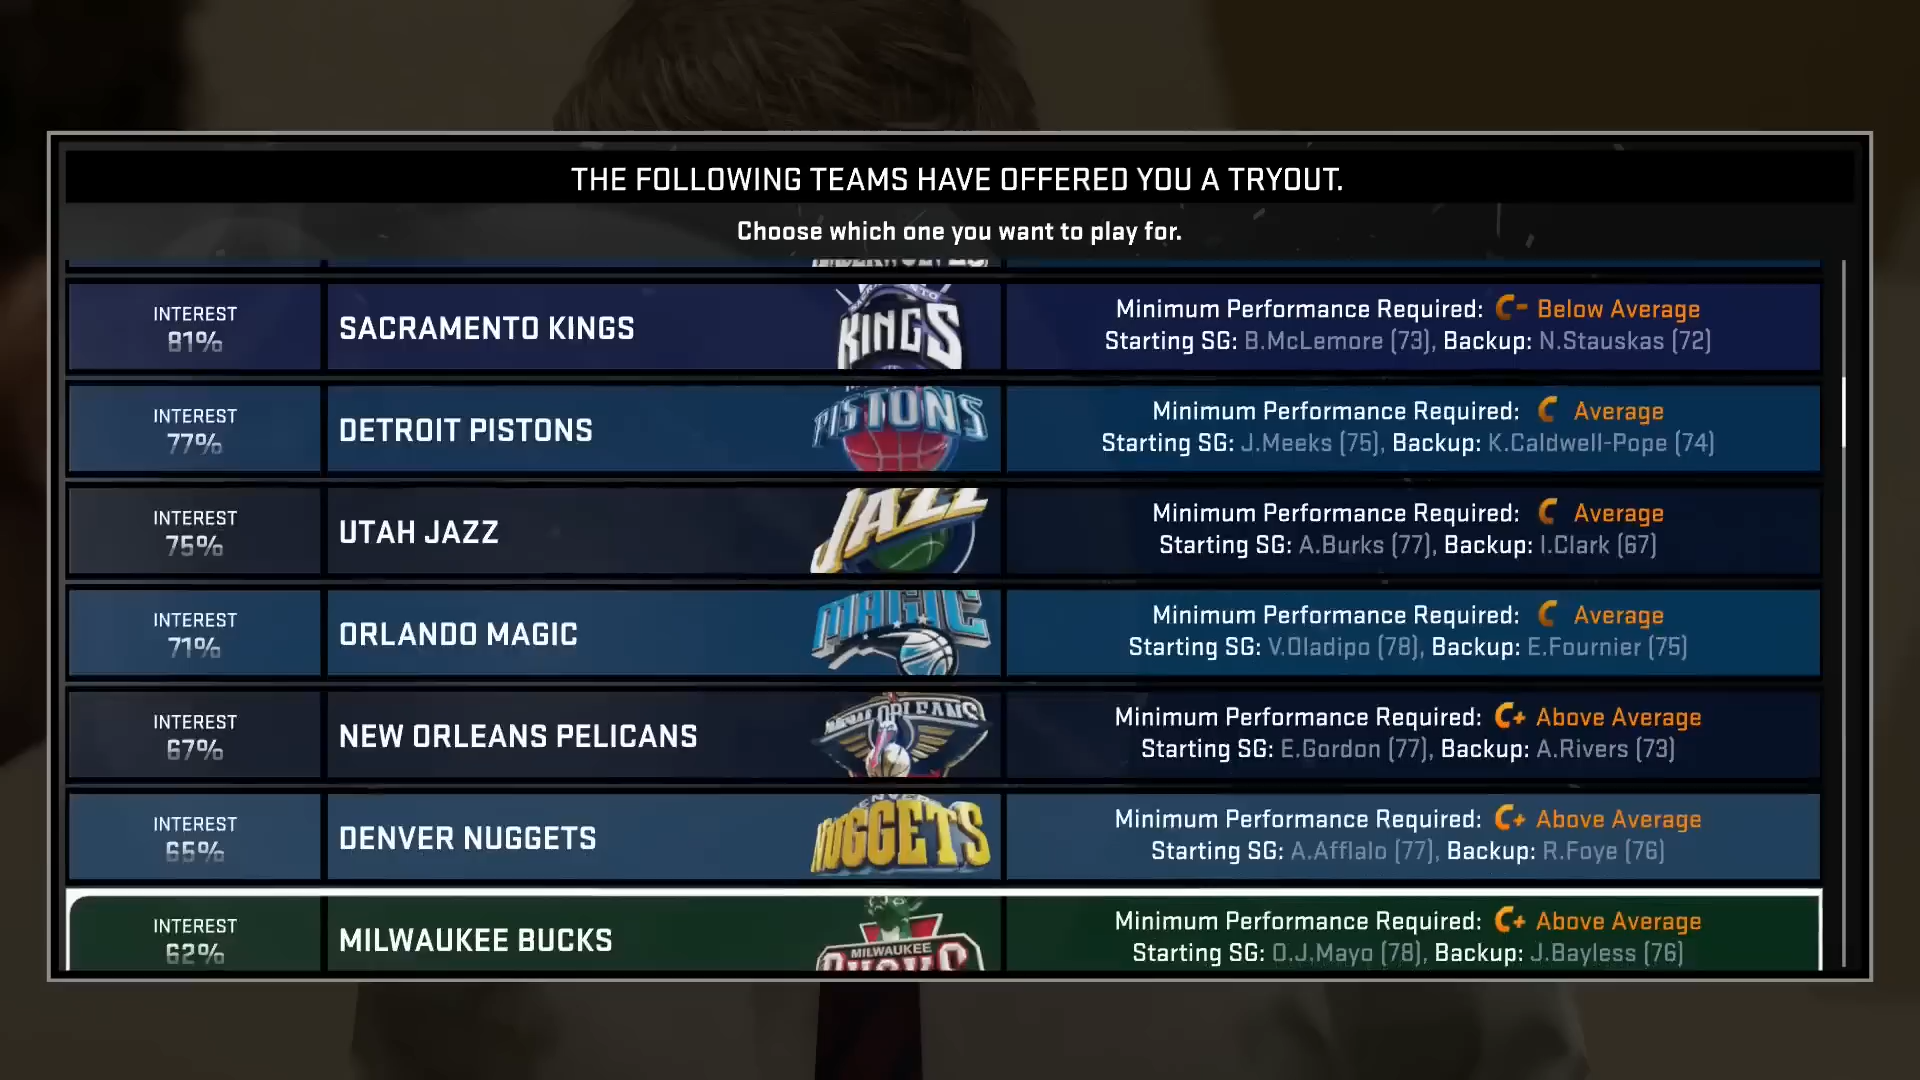 THE FOLLOWING TEAMS HAVE OFFERED YOU A TRYOUT.
Choose which one you want to play for.
INTEREST
81%
SACRAMENTO KINGS
SACRAMENTO
KINGS
Minimum Performance Required: C- Below Average
Starting SG: B.McLemore (73), Backup: N.Stauskas (72)
INTEREST
77%
DETROIT PISTONS
PISTONS
Minimum Performance Required: C Average
Starting SG: J.Meeks (75), Backup: K.Caldwell-Pope (74)
INTEREST
75%
UTAH JAZZ
JAZZ
Minimum Performance Required: C Average
Starting SG: A.Burks (77), Backup: I.Clark (67)
INTEREST
71%
ORLANDO MAGIC
MAGIC
Minimum Performance Required: C Average
Starting SG: V.Oladipo (78), Backup: E.Fournier (75)
INTEREST
67%
NEW ORLEANS PELICANS
NEW ORLEANS
Minimum Performance Required: C+ Above Average
Starting SG: E.Gordon (77), Backup: A.Rivers (73)
INTEREST
65%
DENVER NUGGETS
DENVER
NUGGETS
Minimum Performance Required: C+ Above Average
Starting SG: A.Afflalo (77), Backup: R.Foye (76)
INTEREST
62%
MILWAUKEE BUCKS
MILWAUKEE
BUCKS
Minimum Performance Required: C+ Above Average
Starting SG: O.J.Mayo (78), Backup: J.Bayless (76)